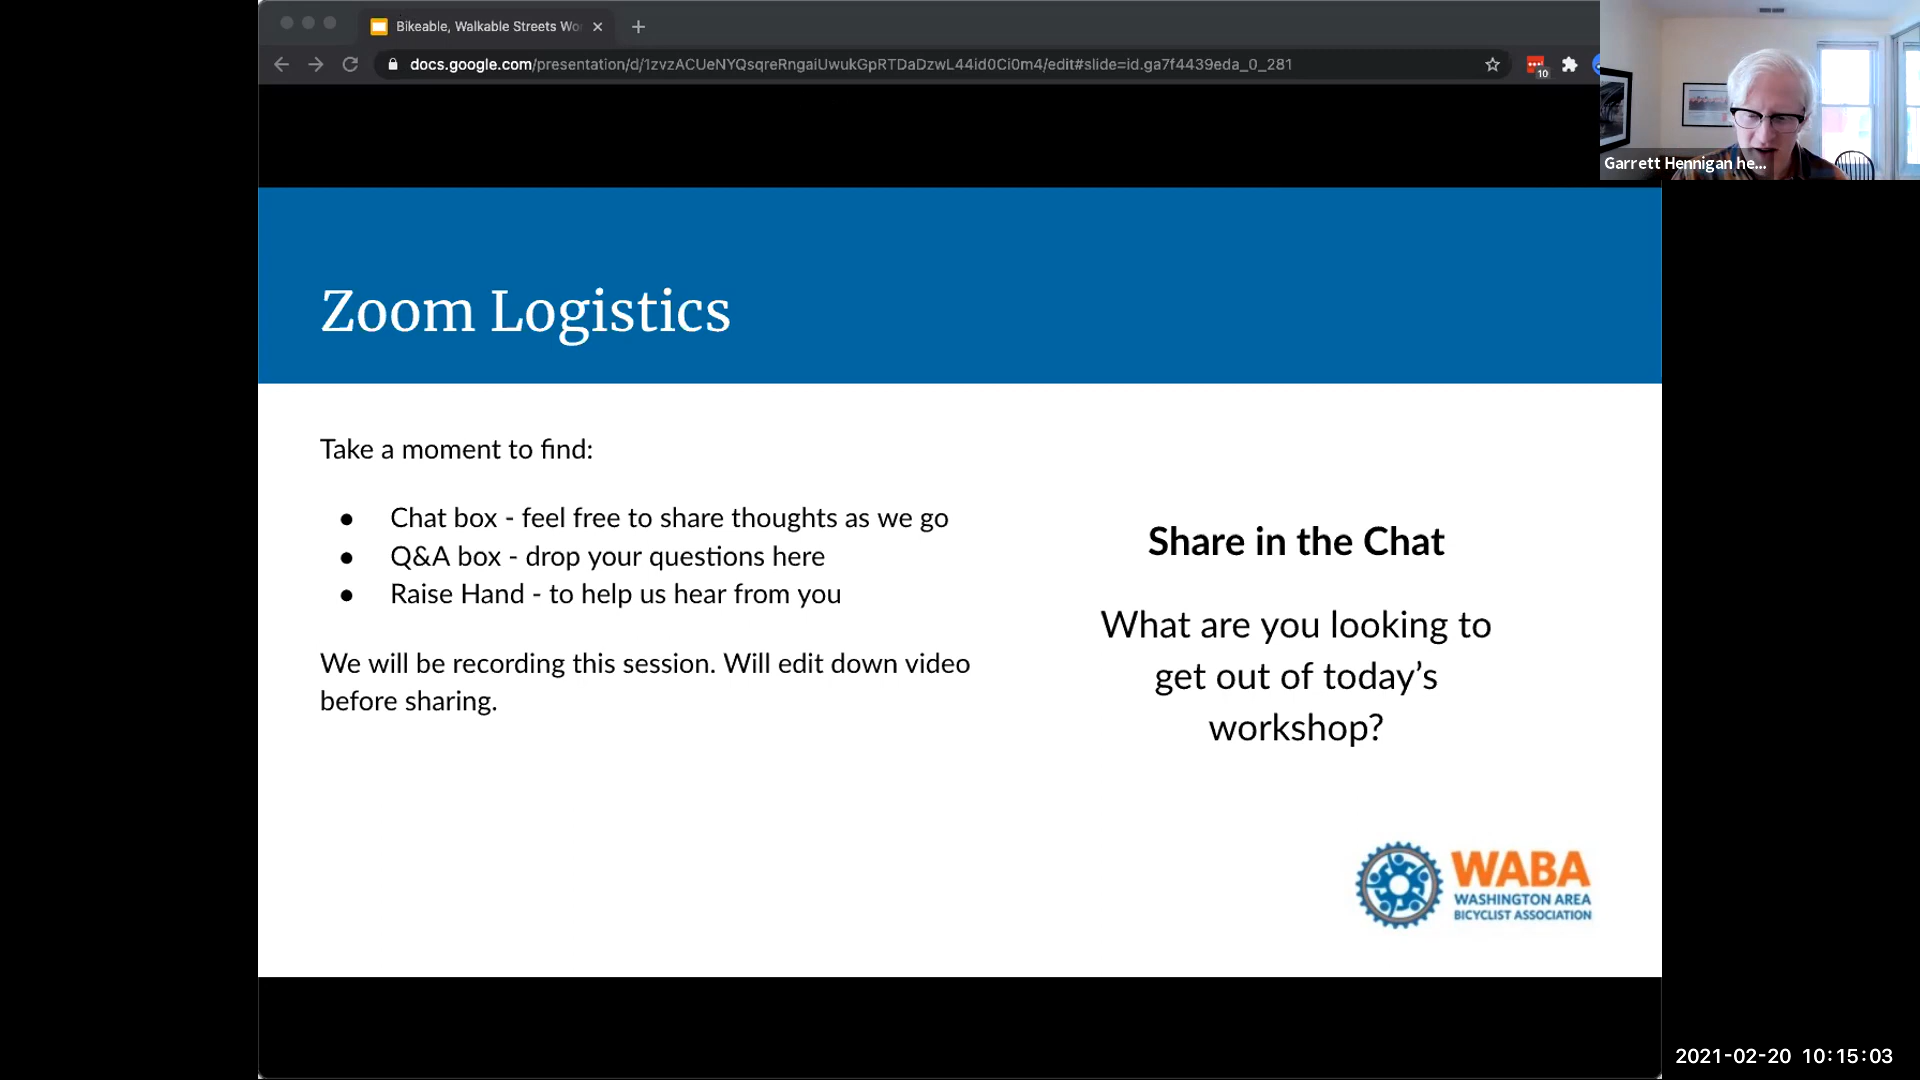 Bikeable, Walkable Streets Wo
docs.google.com/presentation/d/1zvzACUeNYQsqreRngaiUwukGpRTDaDzwL44id0Ci0m4/edit#slide=id.ga7f4439eda_0_281
10
Garrett Hennigan he...
Zoom Logistics
Take a moment to find:
● Chat box - feel free to share thoughts as we go
● Q&A box - drop your questions here
● Raise Hand - to help us hear from you
We will be recording this session. Will edit down video
before sharing.
Share in the Chat
What are you looking to
get out of today’s
workshop?
WABA
WASHINGTON AREA
BICYCLIST ASSOCIATION
2021-02-20 10:15:03